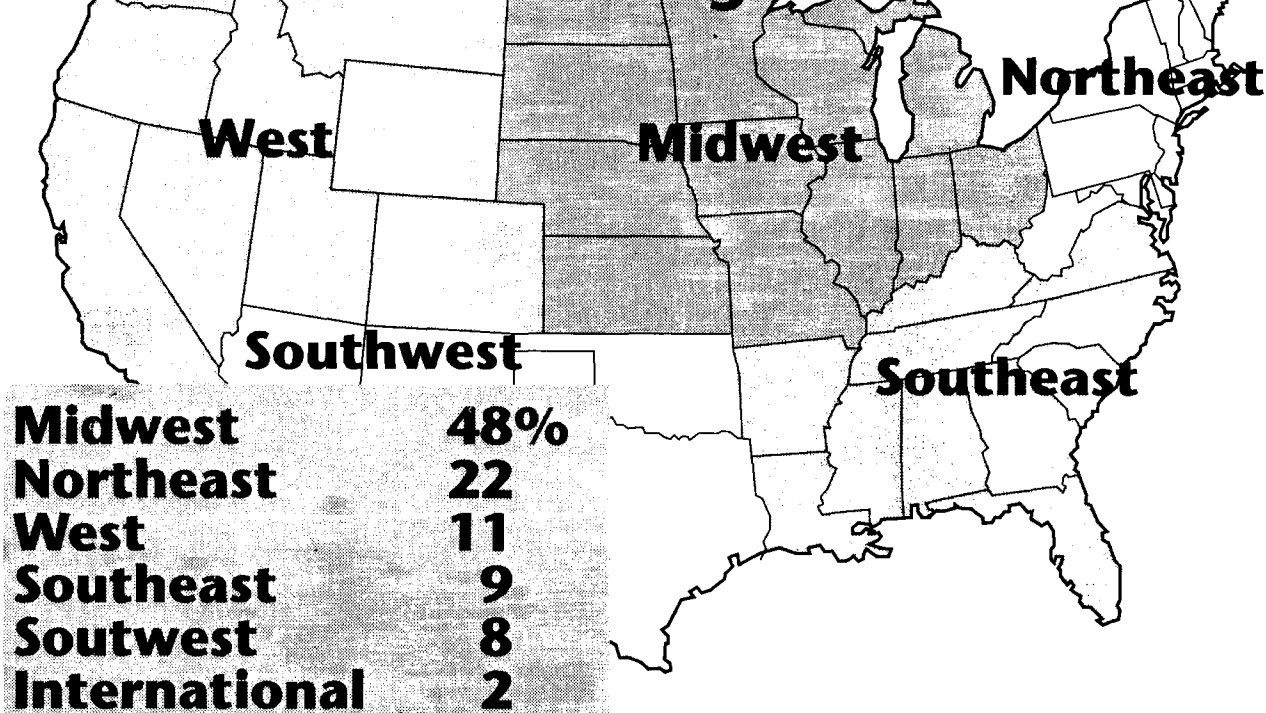 Northeast
West
Midwest
Southwest
Southeast
Midwest 48%
Northeast 22
West 11
Southeast 9
Soutwest 8
International 2